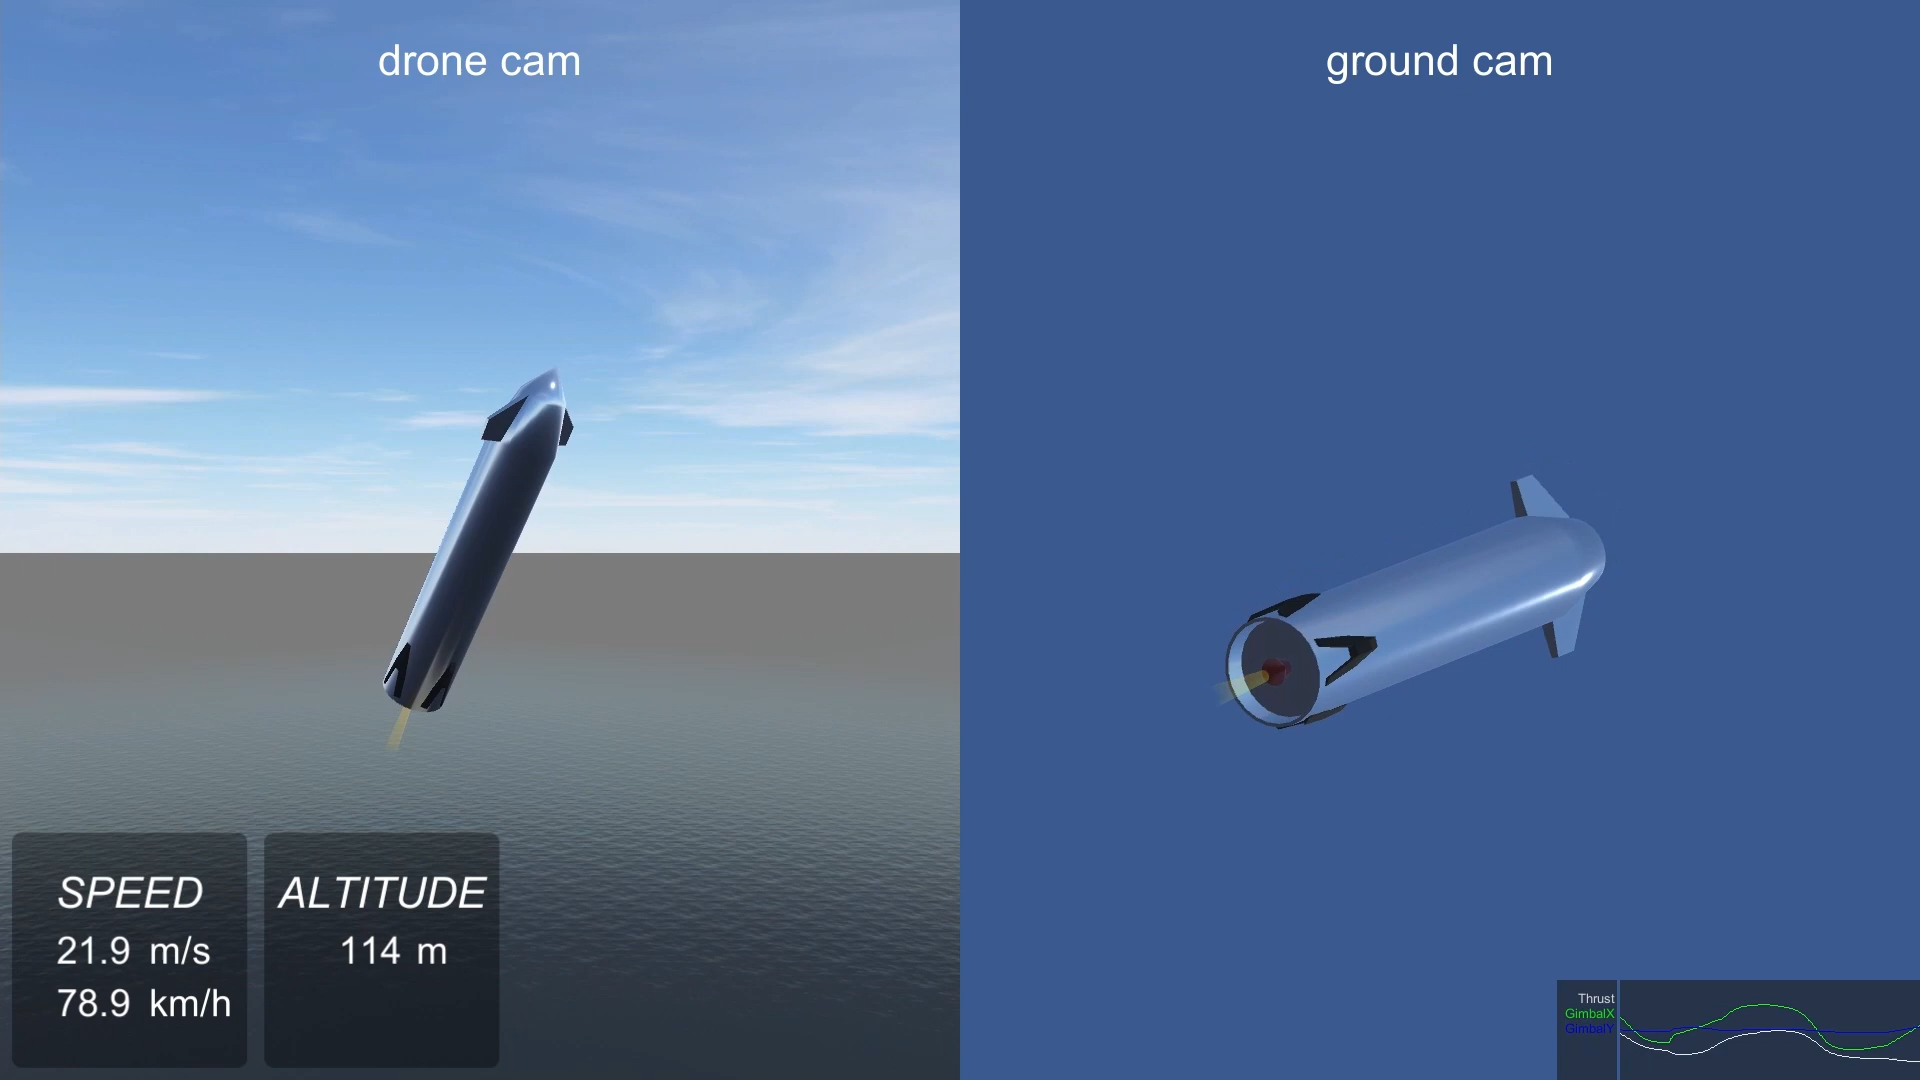 drone cam
ground cam
SPEED
21.9 m/s
78.9 km/h
ALTITUDE
114 m
Thrust
GimbalX
GimbalY